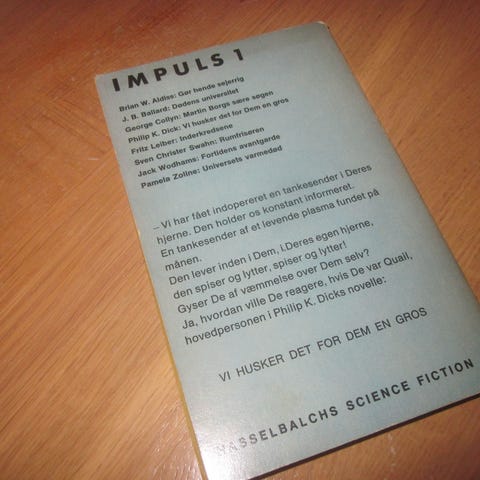 IMPULS 1
Brian W. Aldiss: Gør hende sejerrig
J. B. Ballard: Dødens universitet
George Collyn: Martin Borgs sære søgen
Philip K. Dick: Vi husker det for Dem en gros
Fritz Leiber: Inderkredsene
Sven Christer Swahn: Rumfrisøren
Jack Wodhams: Fortidens avantgarde
Pamela Zoline: Universets varmedød
– Vi har fået indopereret en tankesender i Deres
hjerne. Den holder os konstant informeret.
En tankesender af et levende plasma fundet på
månen.
Den lever inden i Dem, i.Deres egen hjerne,
den spiser og lytter, spiser og lytter!
Gyser De af væmmelse over Dem selv?
Ja, hvordan ville De reagere, hvis De var Quail,
hovedpersonen i Philip K. Dicks novelle:
VI HUSKER DET FOR DEM EN GROS
HASSELBALCHS SCIENCE FICTION